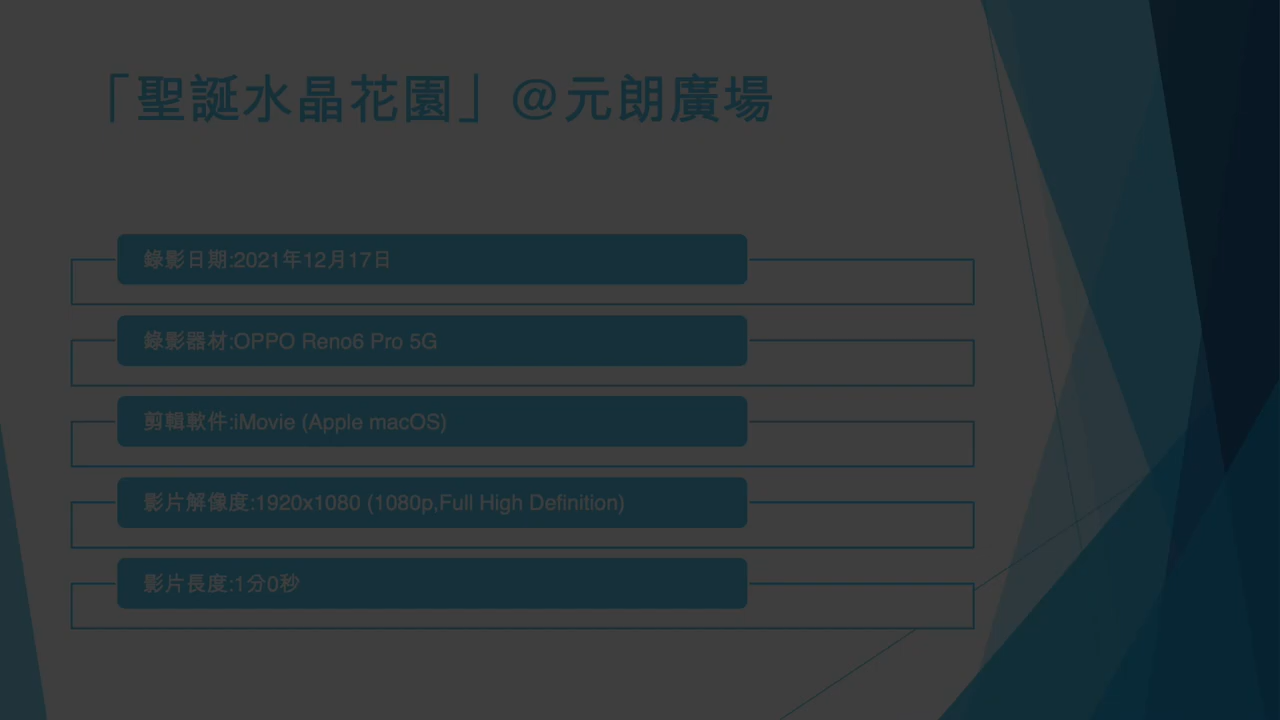 「聖誕水晶花園」@元朗廣場
錄影日期:2021年12月17日
錄影器材:OPPO Reno6 Pro 5G
剪輯軟件:iMovie (Apple macOS)
影片解像度:1920x1080 (1080p,Full High Definition)
影片長度:1分0秒